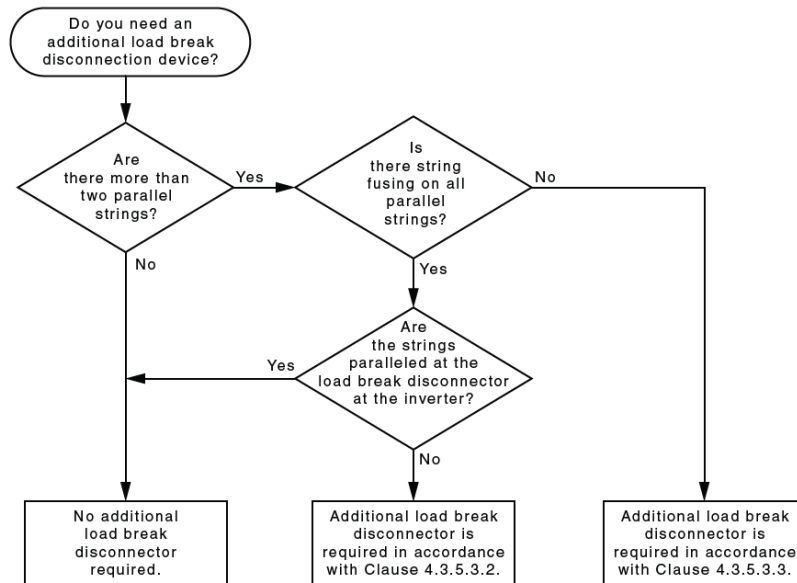 Do you need an
additional load break
disconnection device?
Are
there more than
two parallel
strings?
Yes
Is
there string
fusing on all
parallel
strings?
No
No
Yes
Are
the strings
paralleled at the
load break disconnector
at the inverter?
Yes
No
No additional
load break
disconnector
required.
Additional load break
disconnector is
required in accordance
with Clause 4.3.5.3.2.
Additional load break
disconnector is
required in accordance
with Clause 4.3.5.3.3.